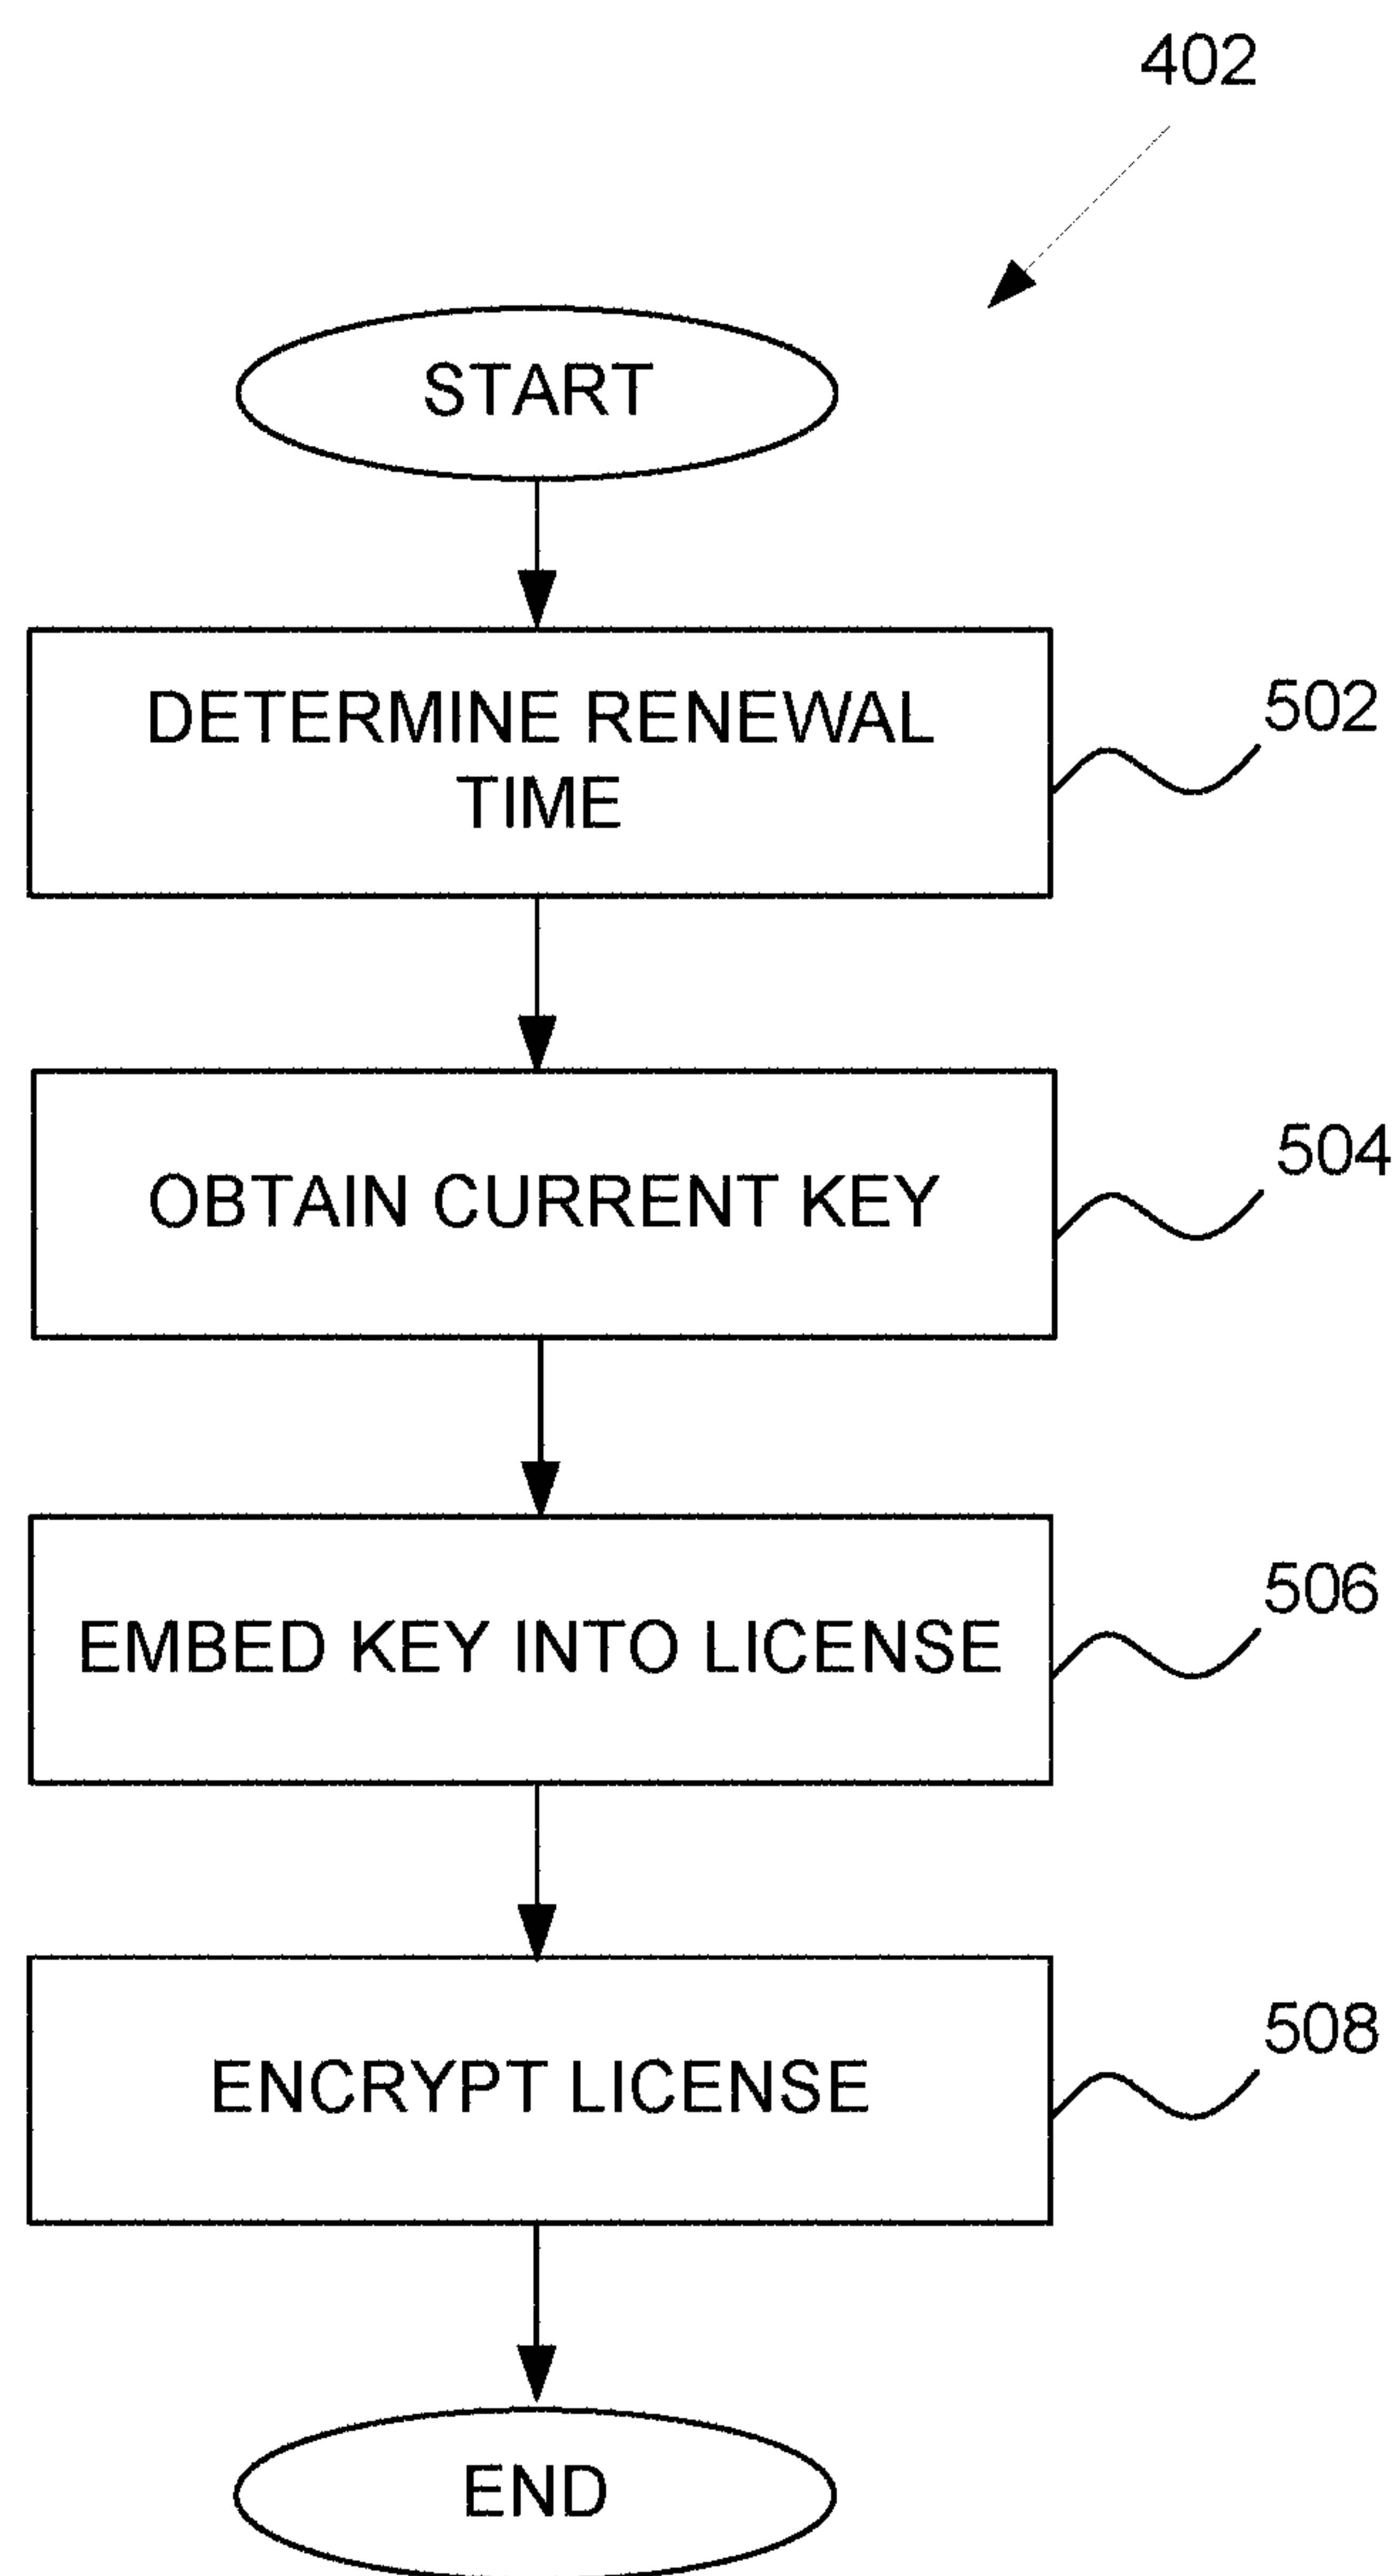 402
START
DETERMINE RENEWAL
TIME
502
OBTAIN CURRENT KEY
504
EMBED KEY INTO LICENSE
506
ENCRYPT LICENSE
508
END